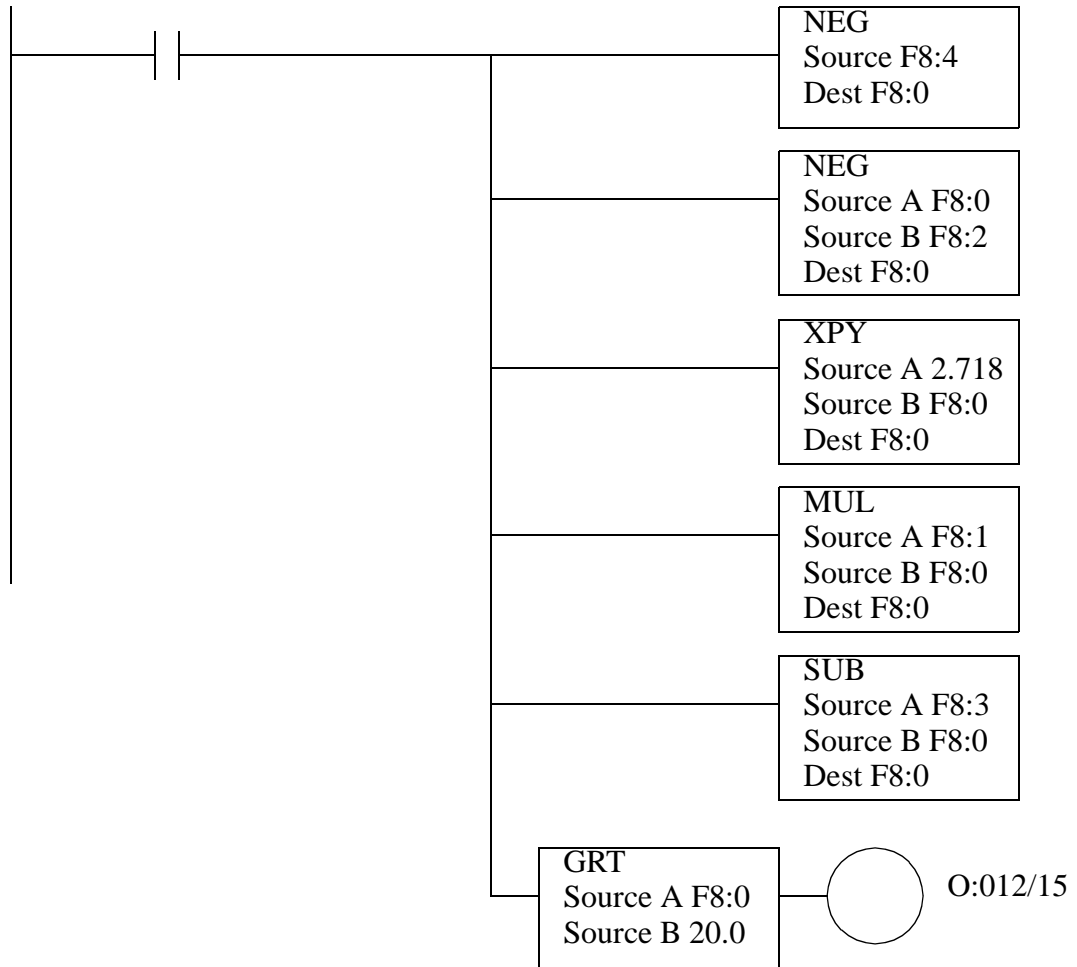 NEG
Source F8:4
Dest F8:0
NEG
Source A F8:0
Source B F8:2
Dest F8:0
XPY
Source A 2.718
Source B F8:0
Dest F8:0
MUL
Source A F8:1
Source B F8:0
Dest F8:0
SUB
Source A F8:3
Source B F8:0
Dest F8:0
GRT
Source A F8:0
Source B 20.0
O:012/15